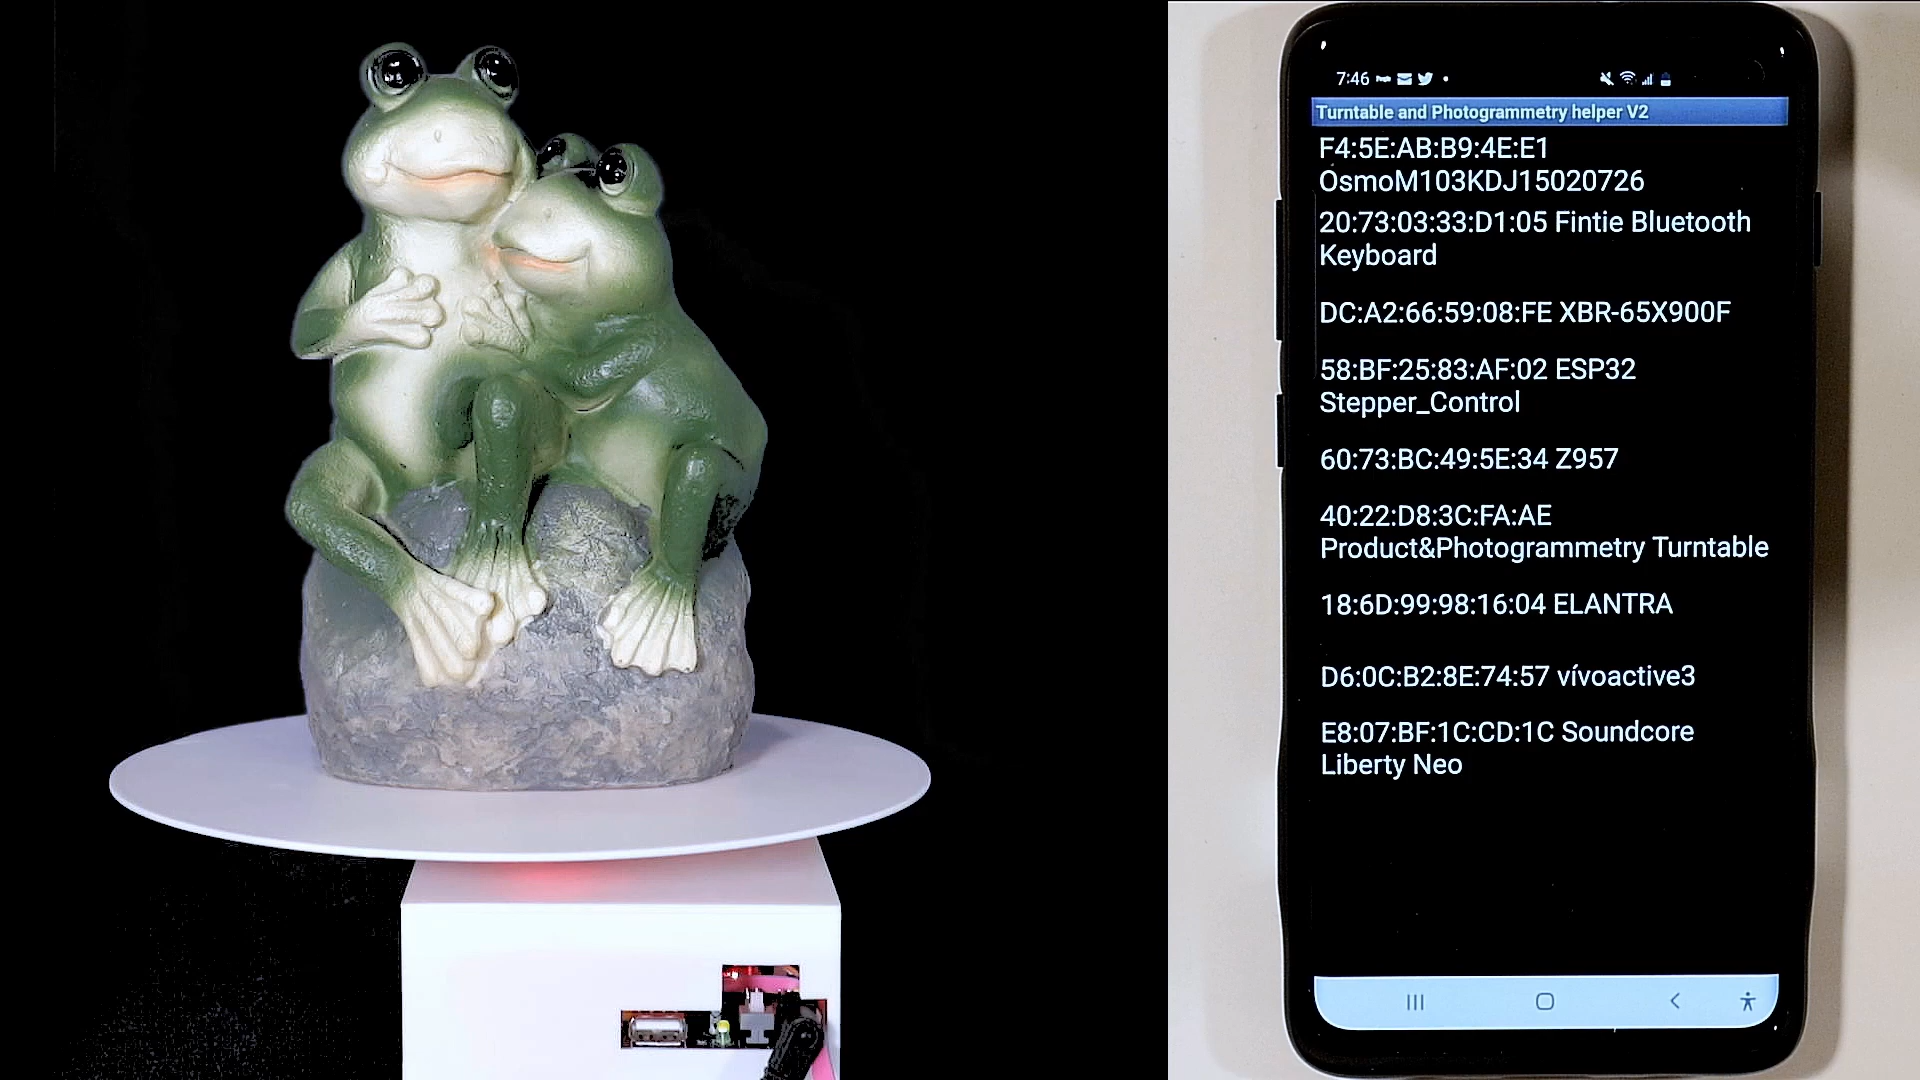 7:46
Turntable and Photogrammetry helper V2
F4:5E:AB:B9:4E:E1
OsmoM103KDJ15020726
20:73:03:33:D1:05 Fintie Bluetooth
Keyboard
DC:A2:66:59:08:FE XBR-65X900F
58:BF:25:83:AF:02 ESP32
Stepper_Control
60:73:BC:49:5E:34 Z957
40:22:D8:3C:FA:AE
Product&Photogrammetry Turntable
18:6D:99:98:16:04 ELANTRA
D6:0C:B2:8E:74:57 vívoactive3
E8:07:BF:1C:CD:1C Soundcore
Liberty Neo